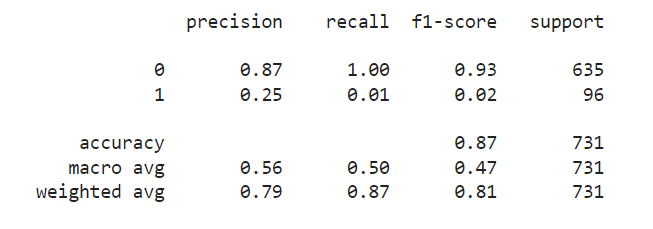 precision recall f1-score support
0 0.87 1.00 0.93 635
1 0.25 0.01 0.02 96
accuracy 0.87 731
macro avg 0.56 0.50 0.47 731
weighted avg 0.79 0.87 0.81 731